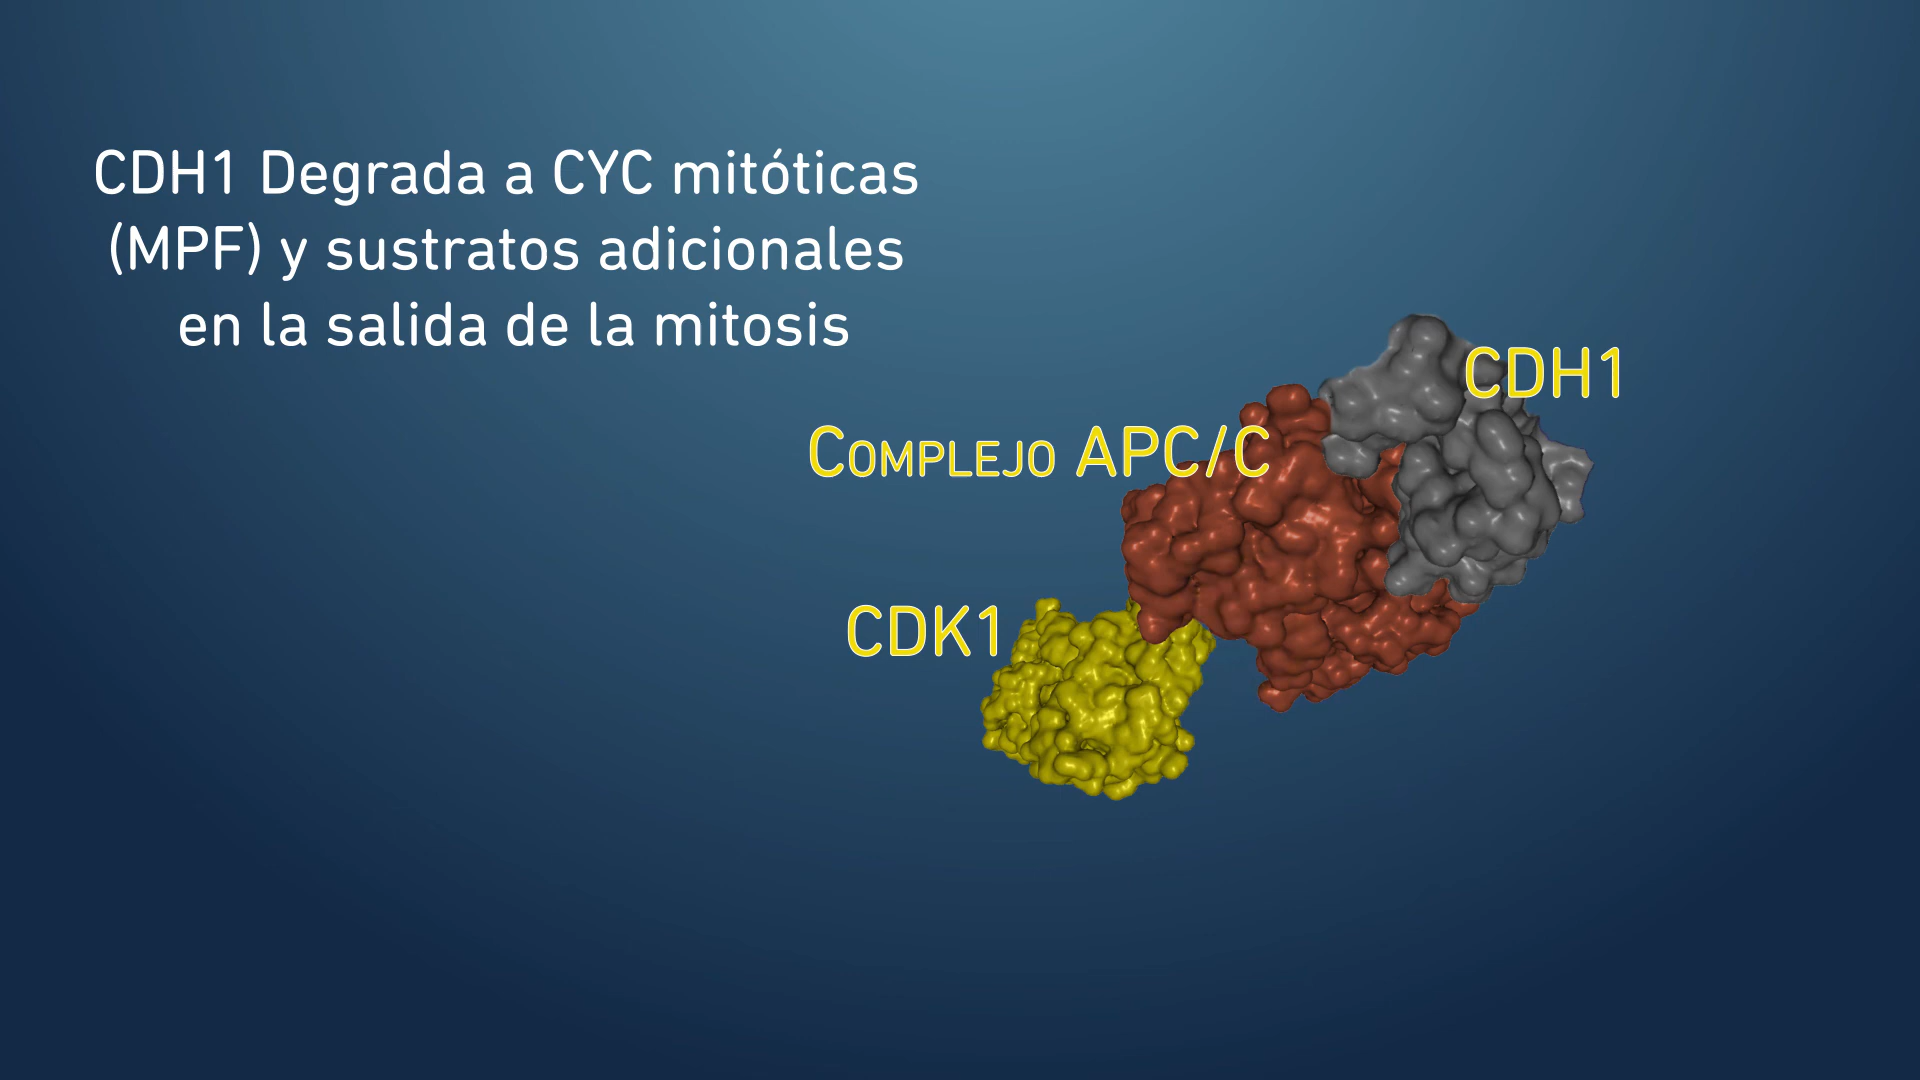 CDH1 Degrada a CYC mitóticas
(MPF) y sustratos adicionales
en la salida de la mitosis
CDH1
Complejo APC/C
CDK1